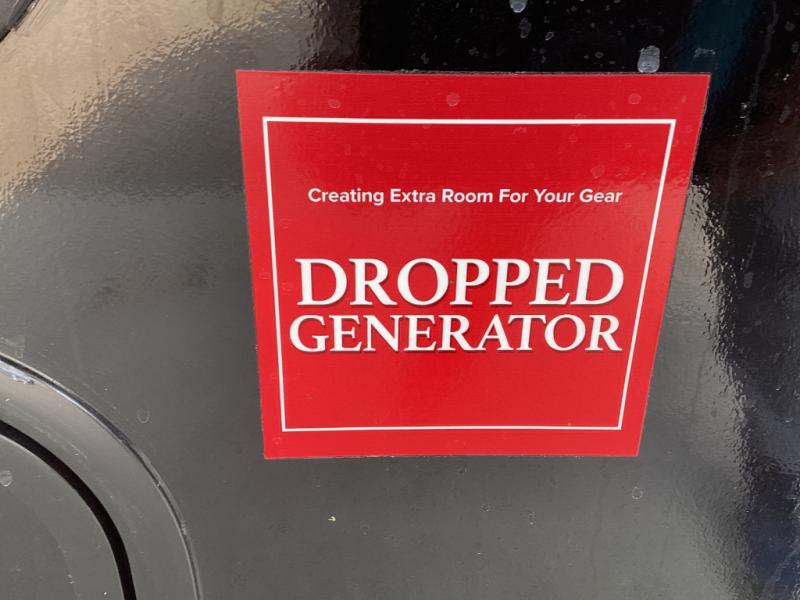 Creating Extra Room For Your Gear
DROPPED
GENERATOR